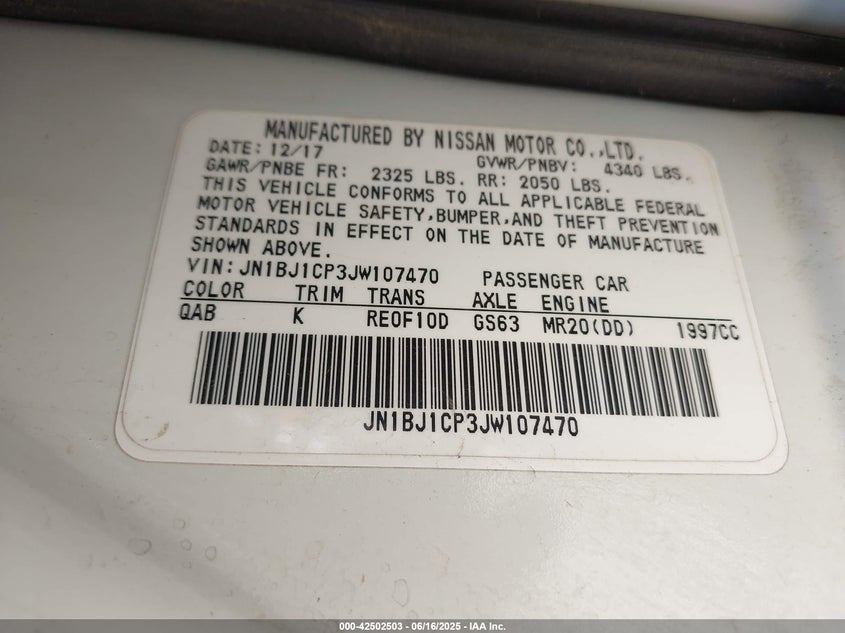 MANUFACTURED BY NISSAN MOTOR CO.,LTD.
DATE: 12/17 GVWR/PNBV: 4340 LBS.
GAWR/PNBE FR: 2325 LBS. RR: 2050 LBS.
THIS VEHICLE CONFORMS TO ALL APPLICABLE FEDERAL
MOTOR VEHICLE SAFETY,BUMPER,AND THEFT PREVENTION
STANDARDS IN EFFECT ON THE DATE OF MANUFACTURE
SHOWN ABOVE.
VIN:JN1BJ1CP3JW107470 PASSENGER CAR
COLOR TRIM TRANS AXLE ENGINE
QAB K RE0F10D GS63 MR20(DD) 1997CC
JN1BJ1CP3JW107470
000-42502503 - 06/16/2025 - IAA Inc.